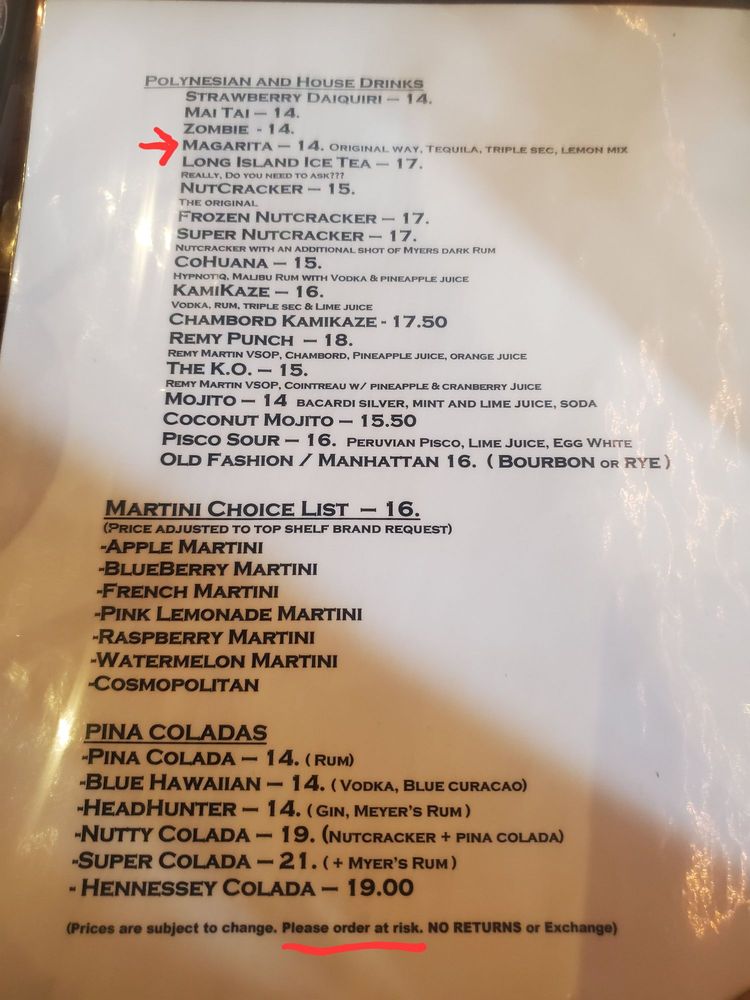 Polynesian and House Drinks
Strawberry Daiquiri – 14.
Mai Tai – 14.
Zombie - 14.
Magarita – 14. Original way, Tequila, triple sec, lemon mix
Long Island Ice Tea – 17.
Really, Do you need to ask???
NutCracker – 15.
The original
Frozen Nutcracker – 17.
Super Nutcracker – 17.
Nutcracker with an additional shot of Myers dark Rum
CoHuana – 15.
Hypnotiq, Malibu Rum with Vodka & pineapple juice
KamiKaze – 16.
Vodka, rum, triple sec & Lime juice
Chambord Kamikaze - 17.50
Remy Punch – 18.
Remy Martin VSOP, Chambord, Pineapple juice, orange juice
The K.O. – 15.
Remy Martin VSOP, Cointreau w/ pineapple & cranberry Juice
Mojito – 14 bacardi silver, mint and lime juice, soda
Coconut Mojito – 15.50
Pisco Sour – 16. Peruvian Pisco, Lime Juice, Egg White
Old Fashion / Manhattan 16. ( Bourbon or Rye )
Martini Choice List – 16.
(Price adjusted to top shelf brand request)
-Apple Martini
-BlueBerry Martini
-French Martini
-Pink Lemonade Martini
-Raspberry Martini
-Watermelon Martini
-Cosmopolitan
PINA COLADAS
-Pina Colada – 14. ( Rum)
-Blue Hawaiian – 14. ( Vodka, Blue curacao)
-HeadHunter – 14. ( Gin, Meyer's Rum )
-Nutty Colada – 19. (Nutcracker + pina colada)
-Super Colada – 21. ( + Myer's Rum )
- Hennessey Colada – 19.00
(Prices are subject to change. Please order at risk. NO RETURNS or Exchange)